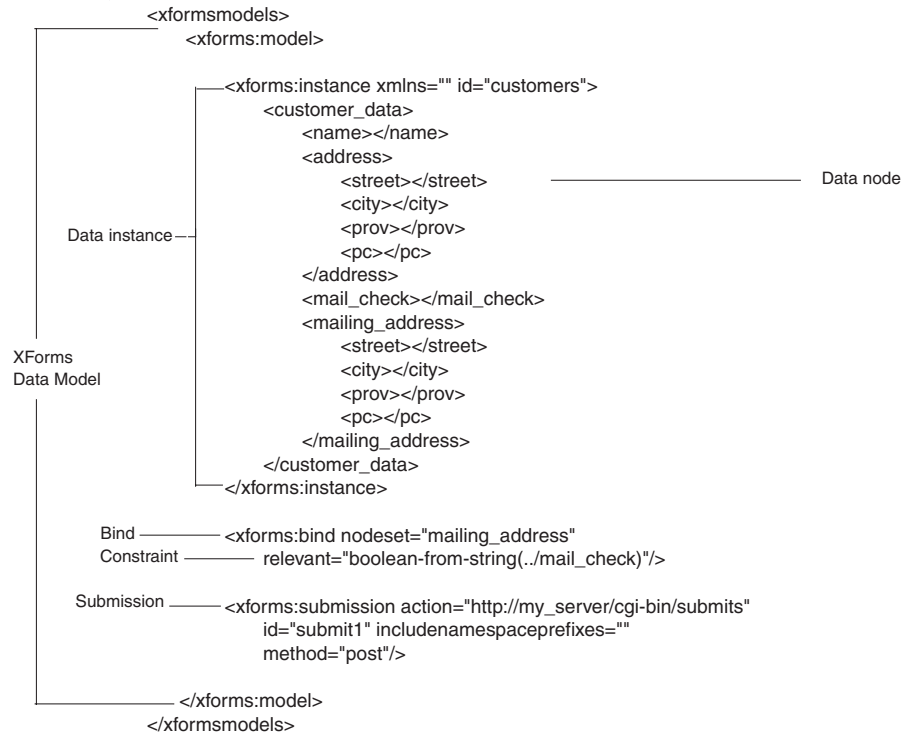 <xformsmodels>
<xforms:model>
<xforms:instance xmlns="" id="customers">
<customer_data>
<name></name>
<address>
<street></street> Data node
<city></city>
Data instance <prov></prov>
<pc></pc>
</address>
<mail_check></mail_check>
<mailing_address>
<street></street>
XForms
Data Model
<city></city>
<prov></prov>
<pc></pc>
</mailing_address>
</customer_data>
</xforms:instance>
Bind <xforms:bind nodeset="mailing_address"
Constraint relevant="boolean-from-string(../mail_check)"/>
Submission <xforms:submission action="http://my_server/cgi-bin/submits"
id="submit1" includenamespaceprefixes=""
method="post"/>
</xforms:model>
</xformsmodels>